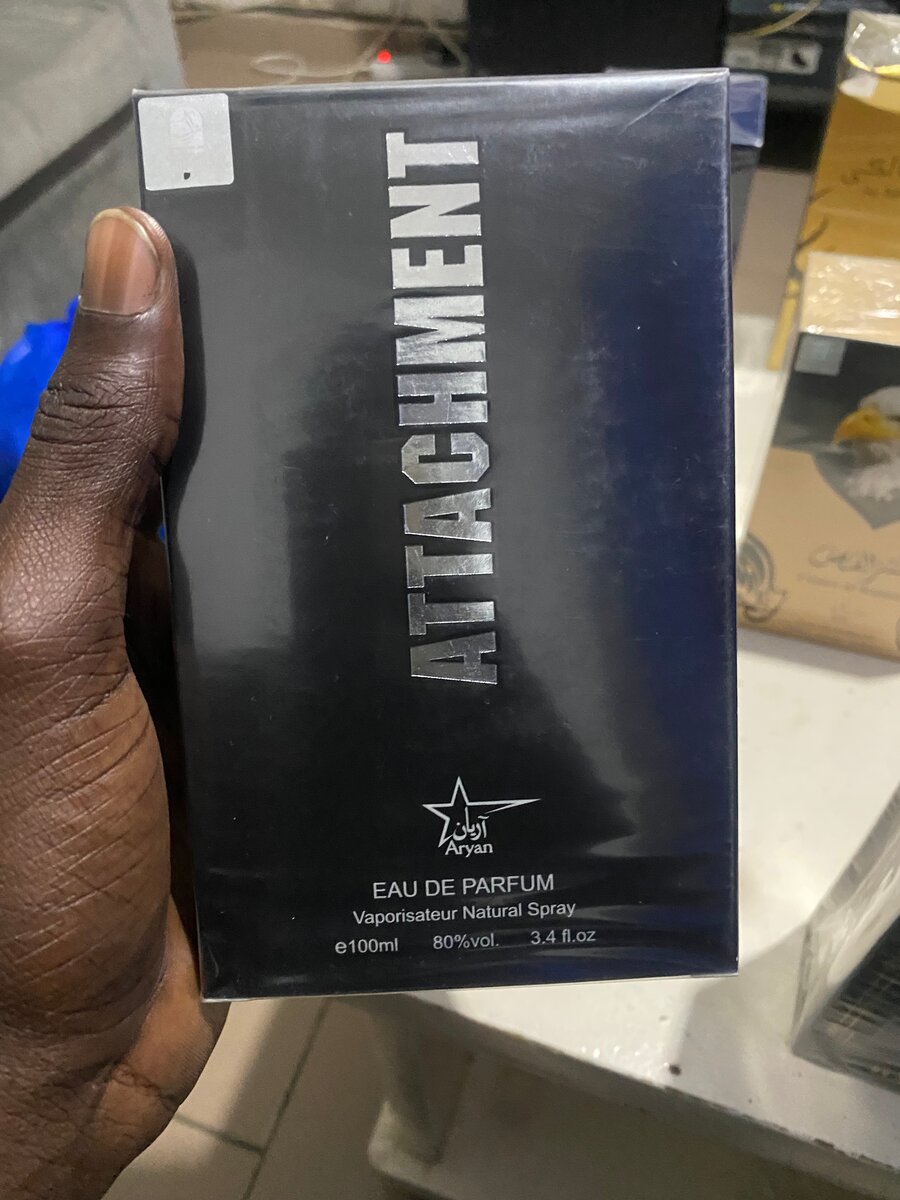 ATTACHMENT
آریان
Aryan
EAU DE PARFUM
Vaporisateur Natural Spray
e100ml 80%vol. 3.4 fl.oz